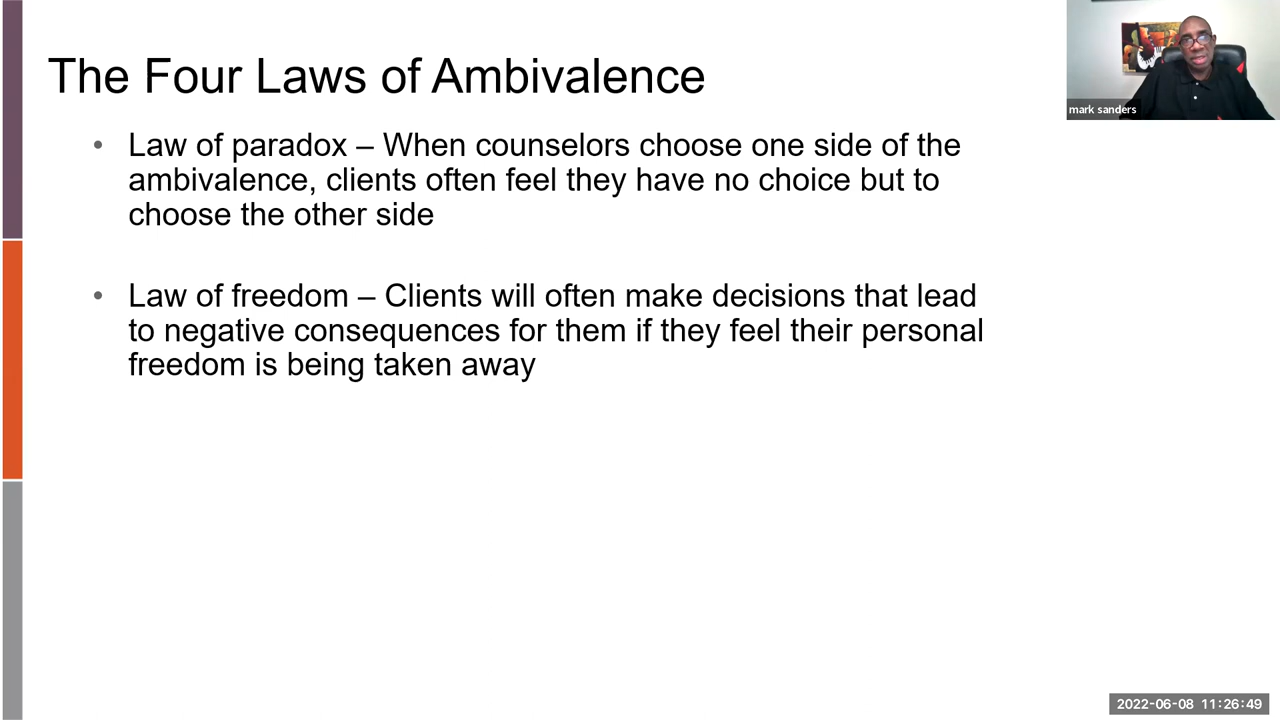 The Four Laws of Ambivalence
mark sanders
• Law of paradox – When counselors choose one side of the
ambivalence, clients often feel they have no choice but to
choose the other side
• Law of freedom – Clients will often make decisions that lead
to negative consequences for them if they feel their personal
freedom is being taken away
2022-06-08 11:26:49